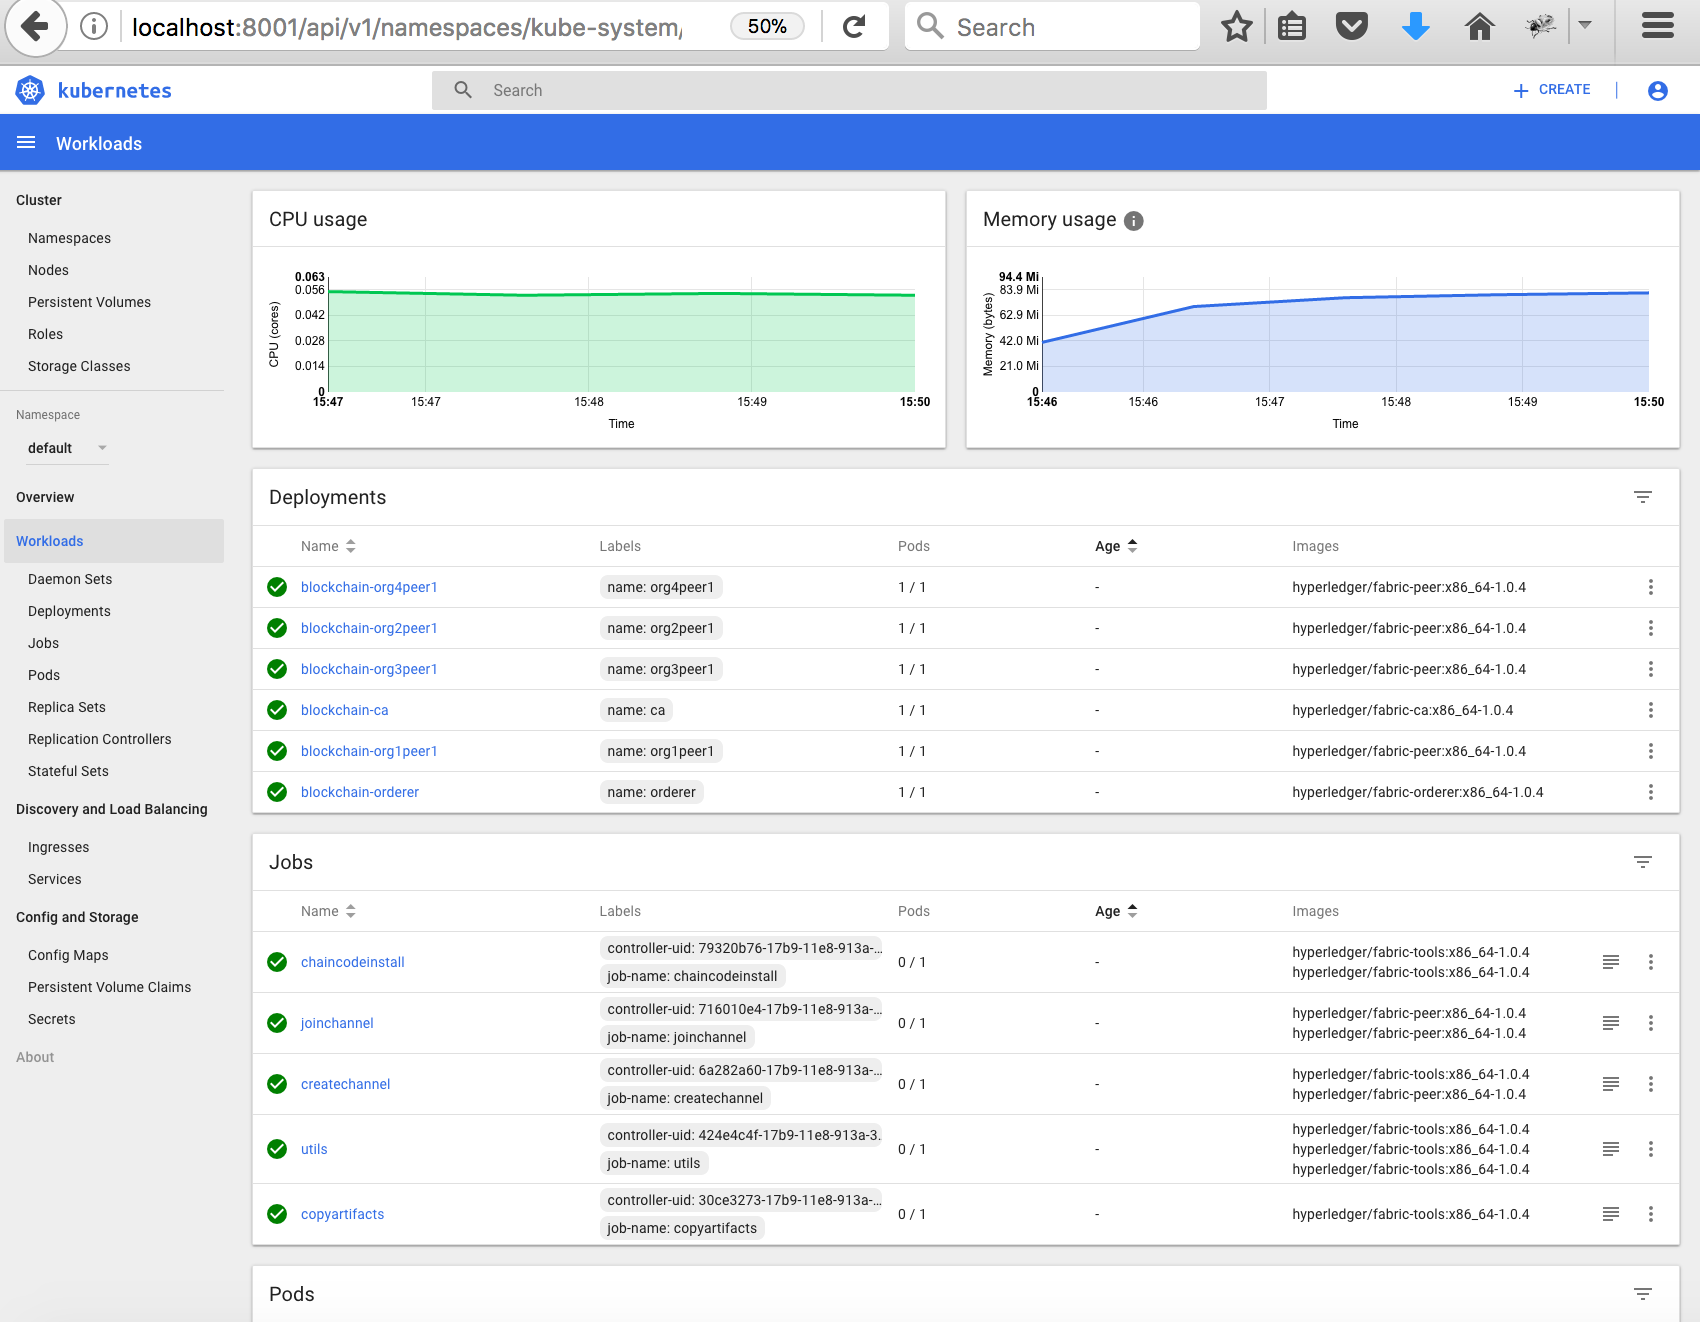 localhost:8001/api/v1/namespaces/kube-system/
50%
Search
kubernetes
Search
CREATE
Workloads
Cluster
Namespaces
Nodes
Persistent Volumes
Roles
Storage Classes
Namespace
default
Overview
Workloads
Daemon Sets
Deployments
Jobs
Pods
Replica Sets
Replication Controllers
Stateful Sets
Discovery and Load Balancing
Ingresses
Services
Config and Storage
Config Maps
Persistent Volume Claims
Secrets
About
CPU usage
CPU (cores)
0.063
0.056
0.042
0.028
0.014
0
15:47 15:47 15:48 15:49 15:50
Time
Memory usage
Memory (bytes)
94.4 Mi
83.9 Mi
62.9 Mi
42.0 Mi
21.0 Mi
0
15:46 15:46 15:47 15:48 15:49 15:50
Time
Deployments
Name Labels Pods Age Images
blockchain-org4peer1 name: org4peer1 1 / 1 - hyperledger/fabric-peer:x86_64-1.0.4
blockchain-org2peer1 name: org2peer1 1 / 1 - hyperledger/fabric-peer:x86_64-1.0.4
blockchain-org3peer1 name: org3peer1 1 / 1 - hyperledger/fabric-peer:x86_64-1.0.4
blockchain-ca name: ca 1 / 1 - hyperledger/fabric-ca:x86_64-1.0.4
blockchain-org1peer1 name: org1peer1 1 / 1 - hyperledger/fabric-peer:x86_64-1.0.4
blockchain-orderer name: orderer 1 / 1 - hyperledger/fabric-orderer:x86_64-1.0.4
Jobs
Name Labels Pods Age Images
chaincodeinstall
controller-uid: 79320b76-17b9-11e8-913a-...
job-name: chaincodeinstall
0 / 1
-
hyperledger/fabric-tools:x86_64-1.0.4
hyperledger/fabric-tools:x86_64-1.0.4
joinchannel
controller-uid: 716010e4-17b9-11e8-913a-...
job-name: joinchannel
0 / 1
-
hyperledger/fabric-peer:x86_64-1.0.4
hyperledger/fabric-peer:x86_64-1.0.4
createchannel
controller-uid: 6a282a60-17b9-11e8-913a-...
job-name: createchannel
0 / 1
-
hyperledger/fabric-tools:x86_64-1.0.4
hyperledger/fabric-peer:x86_64-1.0.4
utils
controller-uid: 424e4c4f-17b9-11e8-913a-3.
job-name: utils
0 / 1
-
hyperledger/fabric-tools:x86_64-1.0.4
hyperledger/fabric-tools:x86_64-1.0.4
hyperledger/fabric-tools:x86_64-1.0.4
copyartifacts
controller-uid: 30ce3273-17b9-11e8-913a-...
job-name: copyartifacts
0 / 1
-
hyperledger/fabric-tools:x86_64-1.0.4
Pods